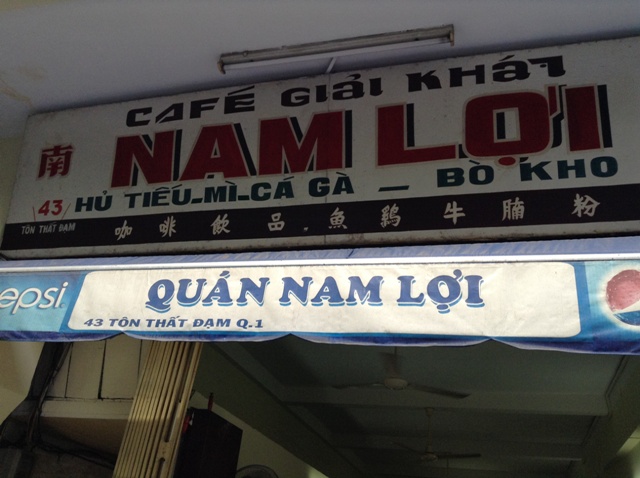 CAFÉ GIẢI KHÁT
南 NAM LỢI
43 HỦ TIẾU-MÌ-CÁ GÀ - BÒ KHO
TÔN THẤT ĐẠM 咖啡飲品魚鷄牛腩粉
epsi QUÁN NAM LỢI
43 TÔN THẤT ĐẠM Q.1